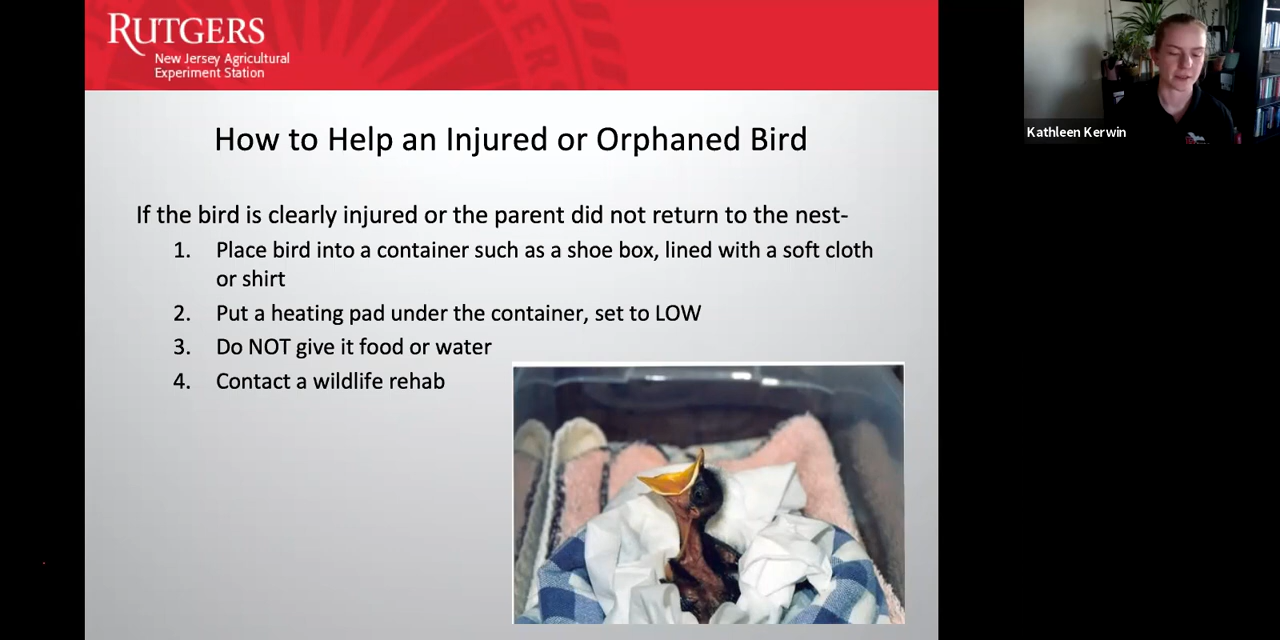 RUTGERS
New Jersey Agricultural
Experiment Station
Kathleen Kerwin
How to Help an Injured or Orphaned Bird
If the bird is clearly injured or the parent did not return to the nest-
1. Place bird into a container such as a shoe box, lined with a soft cloth
or shirt
2. Put a heating pad under the container, set to LOW
3. Do NOT give it food or water
4. Contact a wildlife rehab